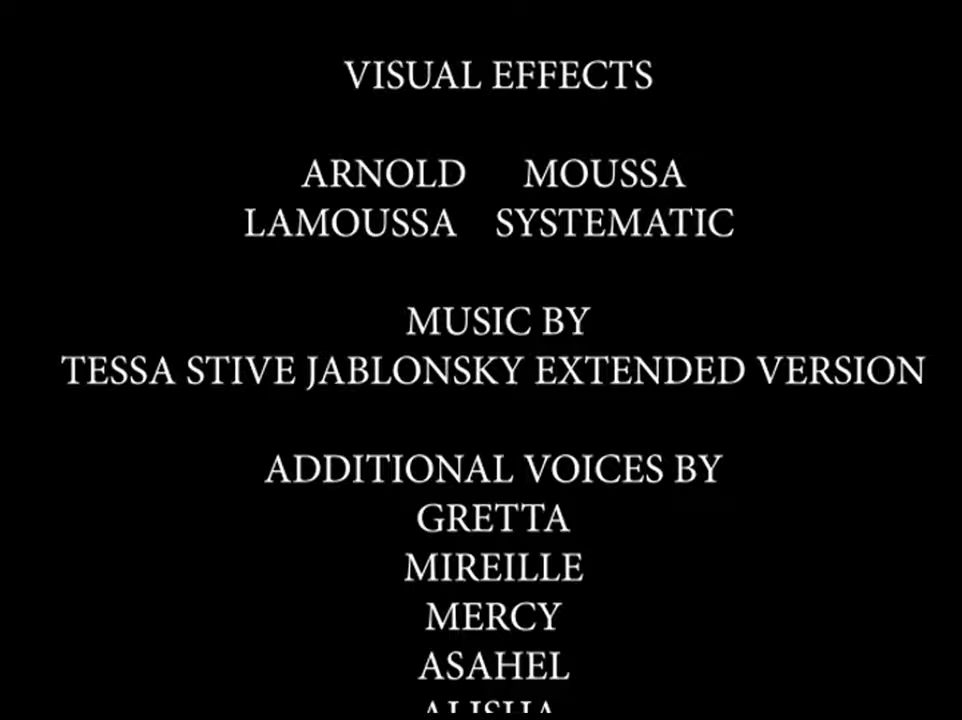 VISUAL EFFECTS
ARNOLD MOUSSA
LAMOUSSA SYSTEMATIC
MUSIC BY
TESSA STIVE JABLONSKY EXTENDED VERSION
ADDITIONAL VOICES BY
GRETTA
MIREILLE
MERCY
ASAHEL
ALISHA